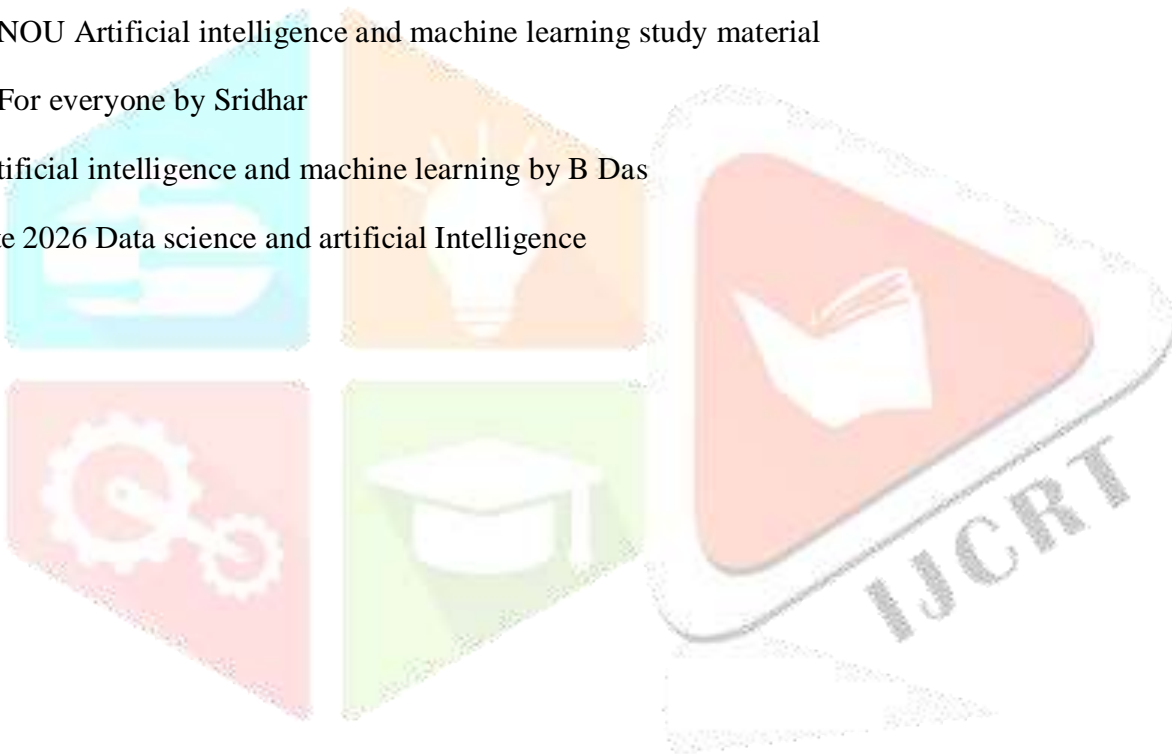 NOU Artificial intelligence and machine learning study material
For everyone by Sridhar
tificial intelligence and machine learning by B Das
te 2026 Data science and artificial Intelligence
IJCRT